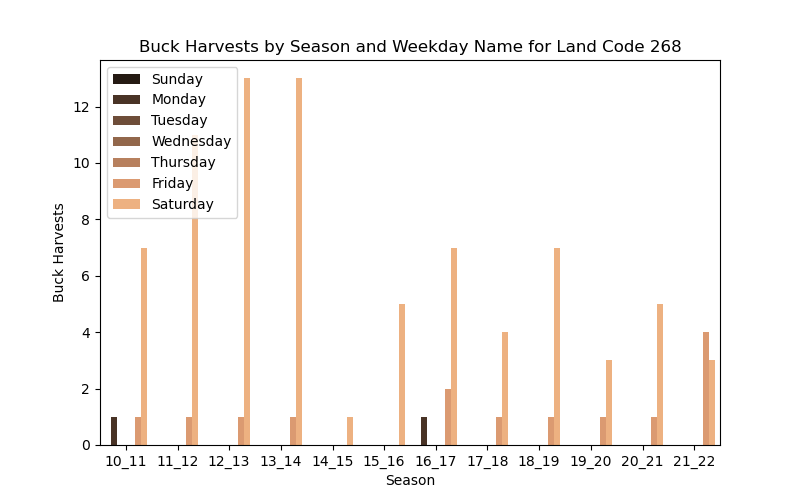 Buck Harvests by Season and Weekday Name for Land Code 268
Sunday
Monday
Tuesday
Wednesday
Thursday
Friday
Saturday
12
10
8
6
4
2
0
Buck Harvests
10_11 11_12 12_13 13_14 14_15 15_16 16_17 17_18 18_19 19_20 20_21 21_22
Season